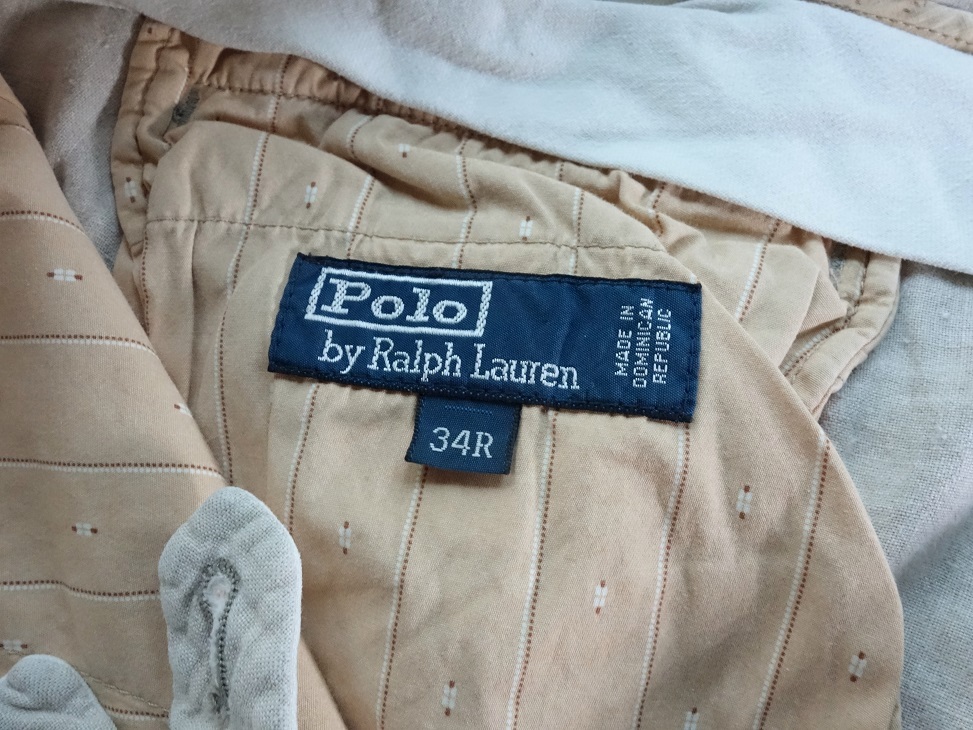 Polo
by Ralph Lauren
MADE IN
DOMINICAN
REPUBLIC
34R